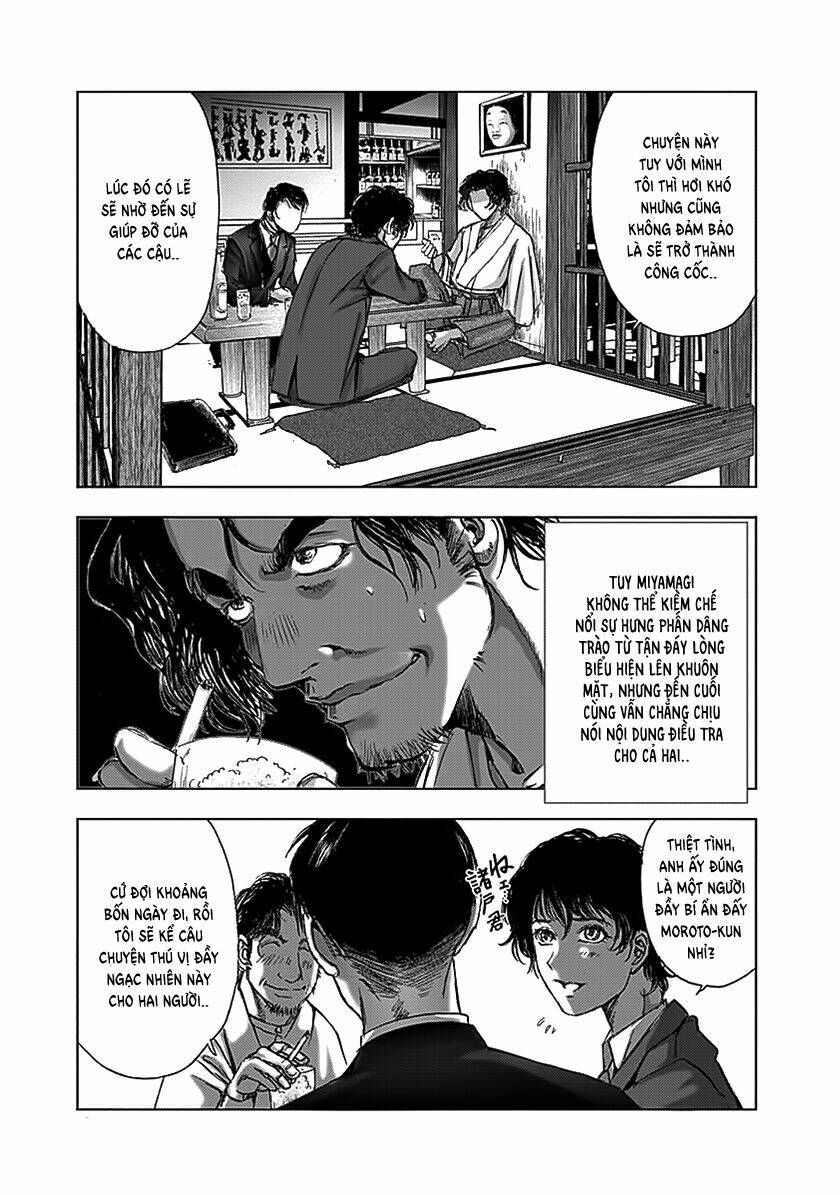 CHUYỆN NÀY
TUY VỚI MÌNH
TÔI THÌ HƠI KHÓ
NHƯNG CŨNG
KHÔNG ĐẢM BẢO
LÀ SẼ TRỞ THÀNH
CÔNG CỐC..
LÚC ĐÓ CÓ LẼ
SẼ NHỜ ĐẾN SỰ
GIÚP ĐỠ CỦA
CÁC CẬU..
TUY MIYAMAGI
KHÔNG THỂ KIỀM CHẾ
NỔI SỰ HƯNG PHẤN DÂNG
TRÀO TỪ TẬN ĐÁY LÒNG
BIỂU HIỆN LÊN KHUÔN
MẶT, NHƯNG ĐẾN CUỐI
CÙNG VẪN CHẲNG CHỊU
NÓI NỘI DUNG ĐIỀU TRA
CHO CẢ HAI..
THIỆT TÌNH,
ANH ẤY ĐÚNG
LÀ MỘT NGƯỜI
ĐẦY BÍ ẨN ĐẤY
MOROTO-KUN
NHỈ?
ねェ…
諸戸君
CỨ ĐỢI KHOẢNG
BỐN NGÀY ĐI, RỒI
TÔI SẼ KỂ CÂU
CHUYỆN THÚ VỊ ĐẦY
NGẠC NHIÊN NÀY
CHO HAI NGƯỜI..